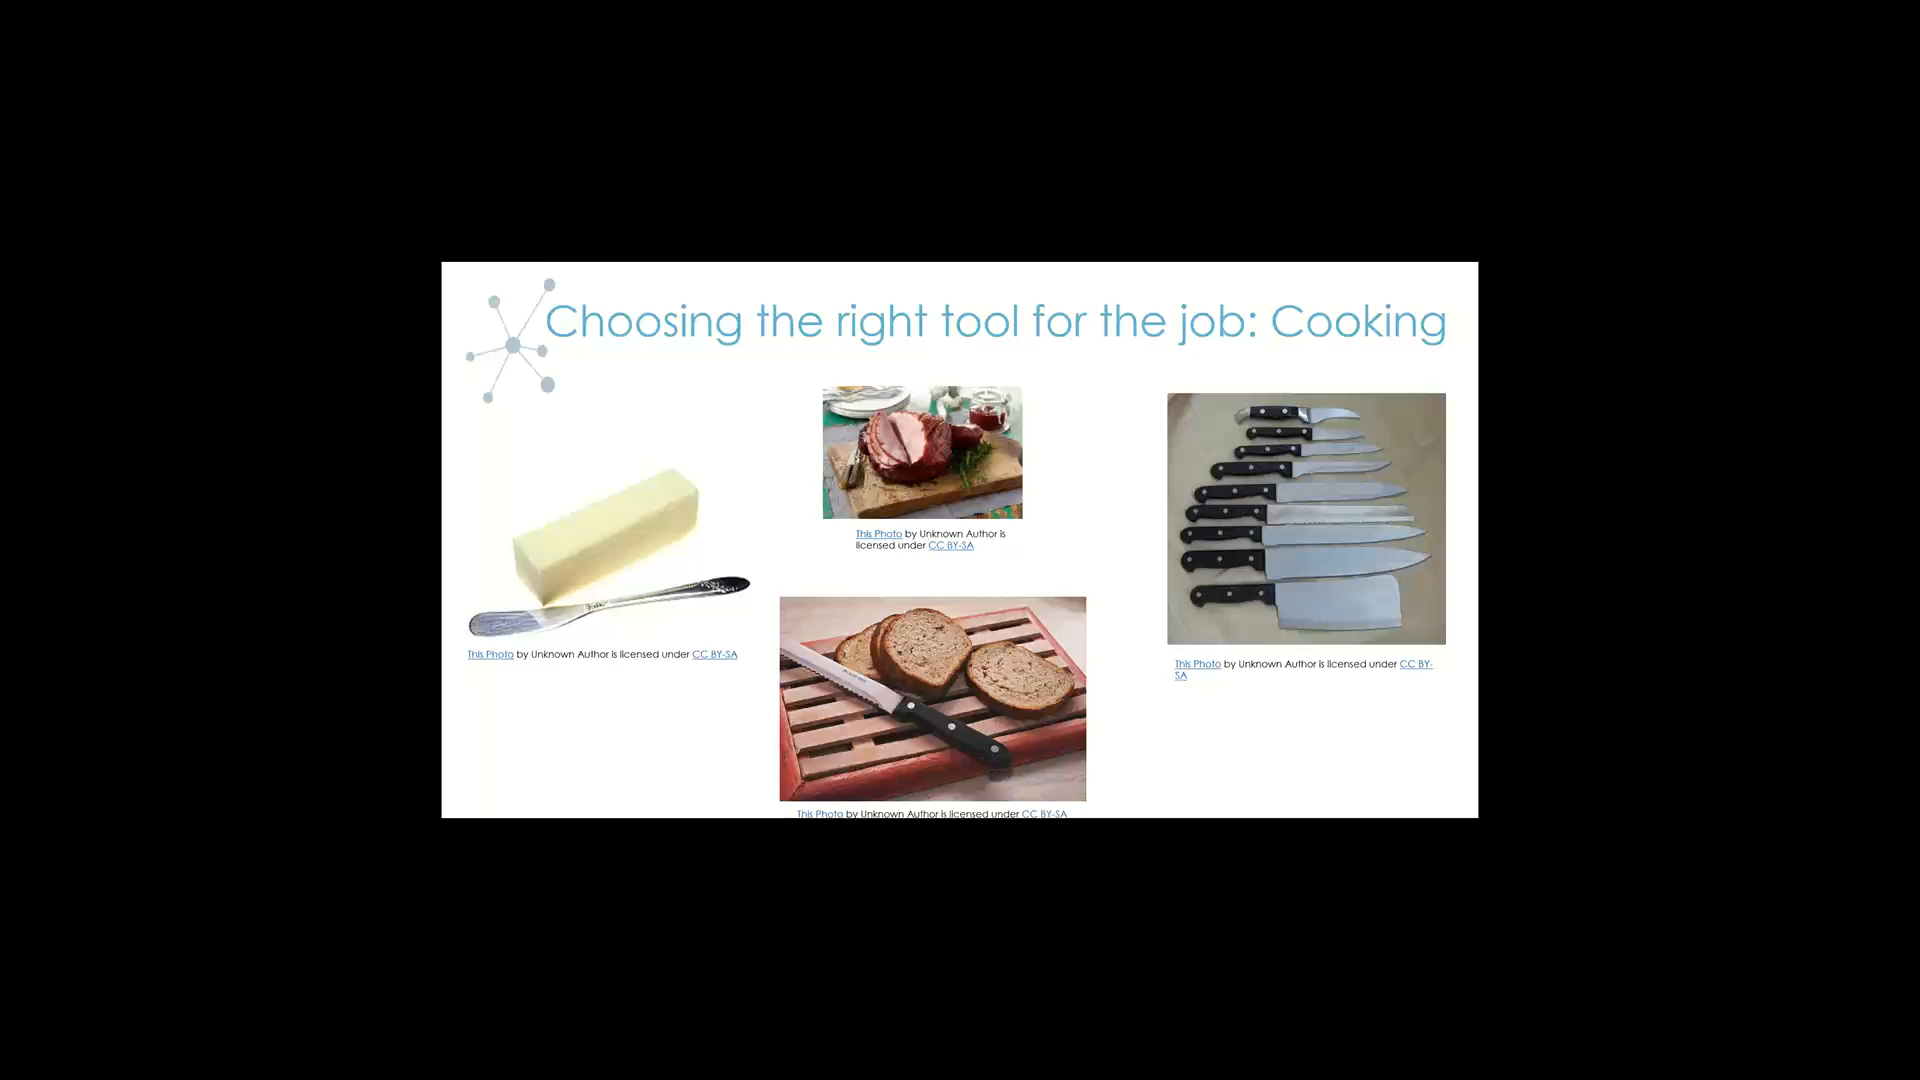 Choosing the right tool for the job: Cooking
This Photo by Unknown Author is
licensed under CC BY-SA
This Photo by Unknown Author is licensed under CC BY-SA
This Photo by Unknown Author is licensed under CC BY-
SA
This Photo by Unknown Author is licensed under CC BY-SA